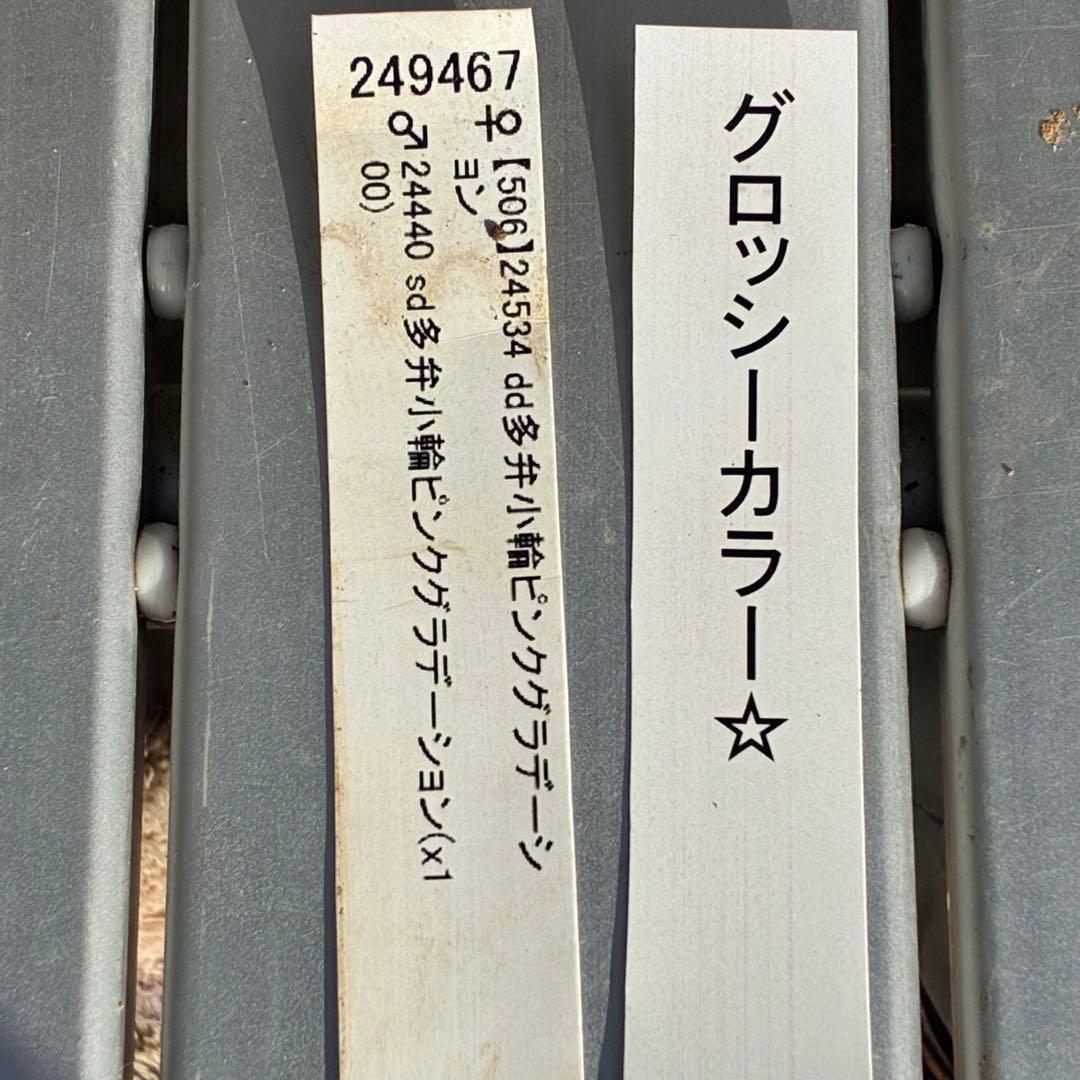 249467
♀【506】24534 dd多弁小輪ピンクグラデーシ
ョン
♂24440 sd多弁小輪ピンクグラデーション(x1
00)
グロッシーカラー☆